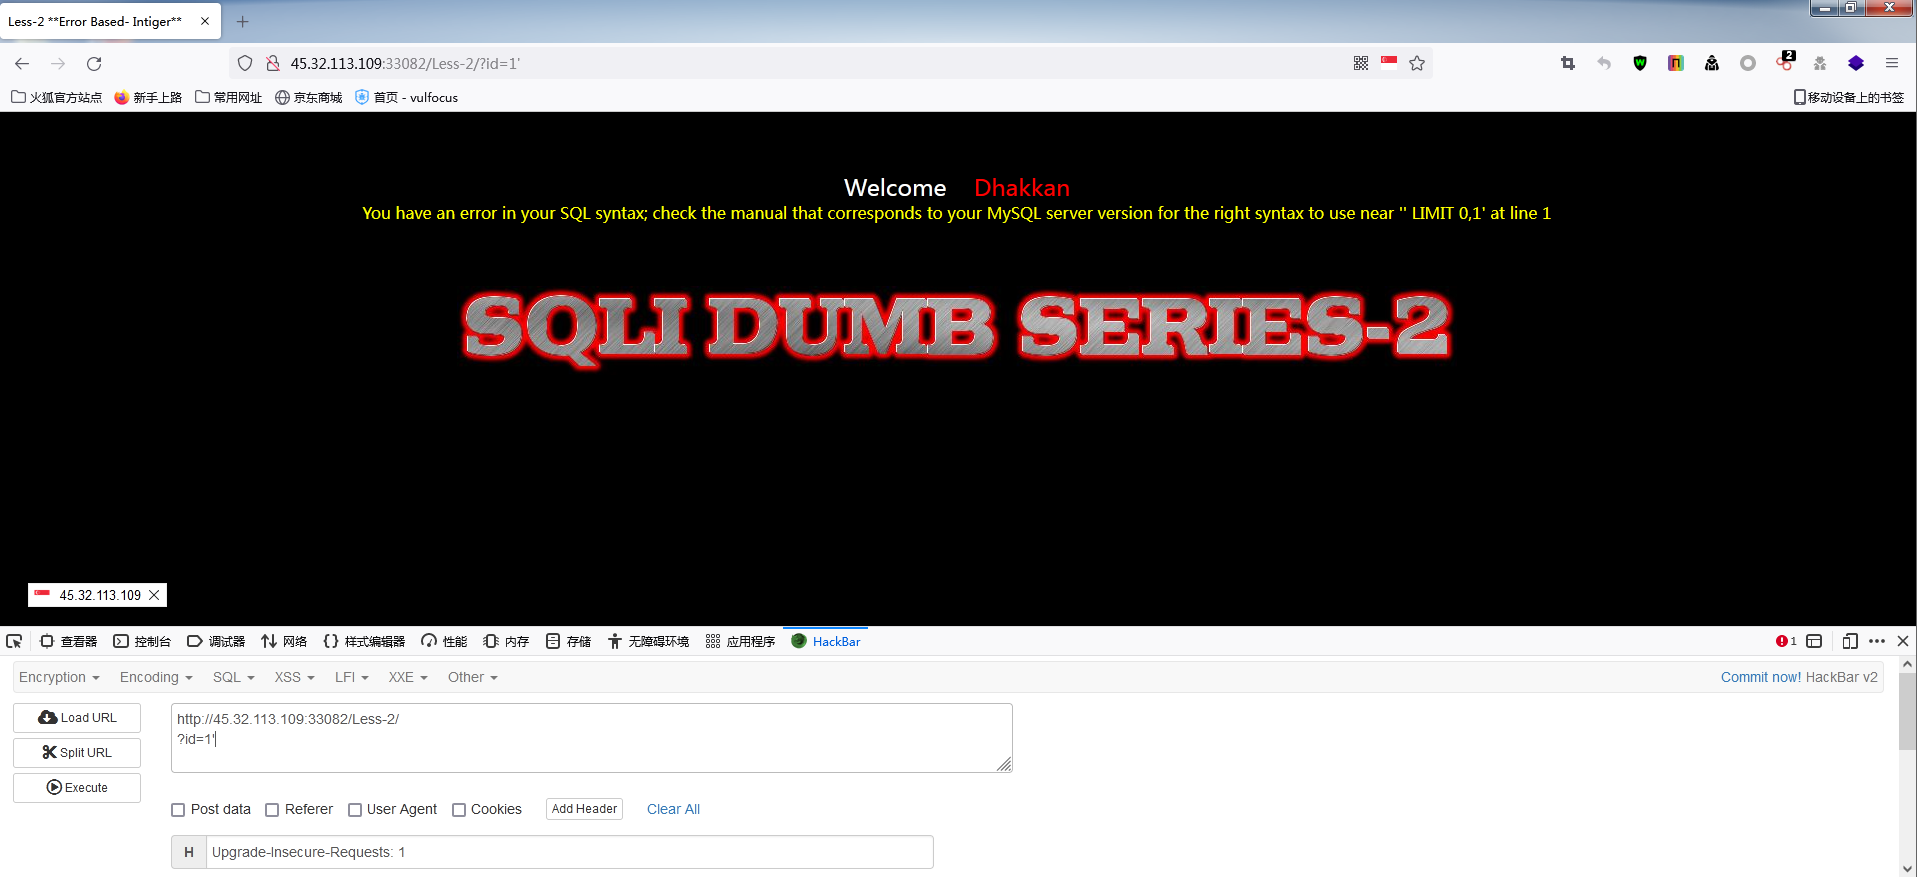 Less-2 **Error Based- Intiger**
45.32.113.109:33082/Less-2/?id=1'
2
火狐官方站点 新手上路 常用网址 京东商城 首页 - vulfocus 移动设备上的书签
Welcome Dhakkan
You have an error in your SQL syntax; check the manual that corresponds to your MySQL server version for the right syntax to use near '' LIMIT 0,1' at line 1
SQLI DUMB SERIES-2
45.32.113.109
查看器 控制台 调试器 网络 样式编辑器 性能 内存 存储 无障碍环境 应用程序 HackBar 1
Encryption Encoding SQL XSS LFI XXE Other Commit now! HackBar v2
Load URL
http://45.32.113.109:33082/Less-2/
?id=1'
Split URL
Execute
Post data Referer User Agent Cookies Add Header Clear All
H Upgrade-Insecure-Requests: 1